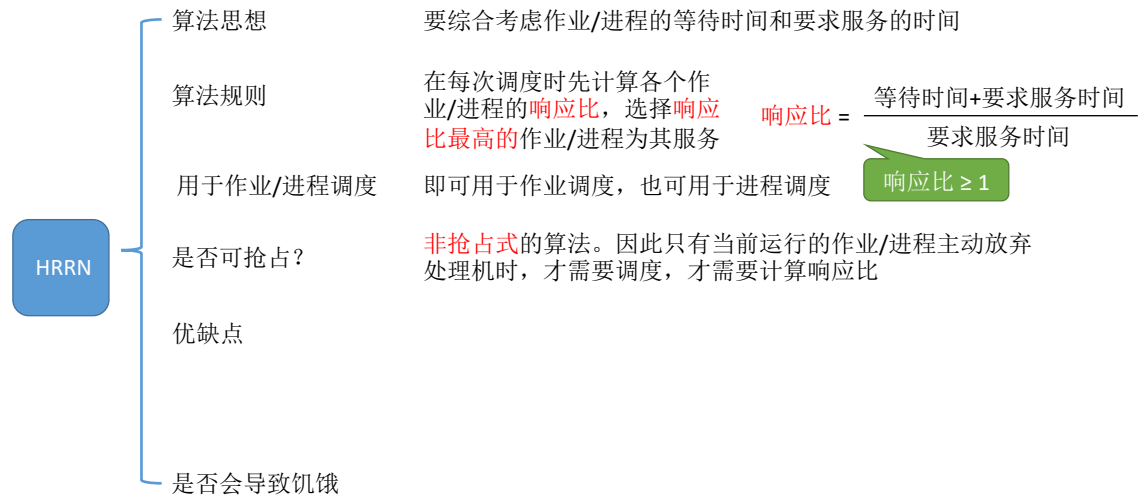 算法思想
要综合考虑作业/进程的等待时间和要求服务的时间
算法规则
在每次调度时先计算各个作
业/进程的响应比，选择响应
比最高的作业/进程为其服务
响应比 =
等待时间+要求服务时间
要求服务时间
响应比 ≥ 1
用于作业/进程调度
即可用于作业调度，也可用于进程调度
HRRN
是否可抢占？
非抢占式的算法。因此只有当前运行的作业/进程主动放弃
处理机时，才需要调度，才需要计算响应比
优缺点
是否会导致饥饿